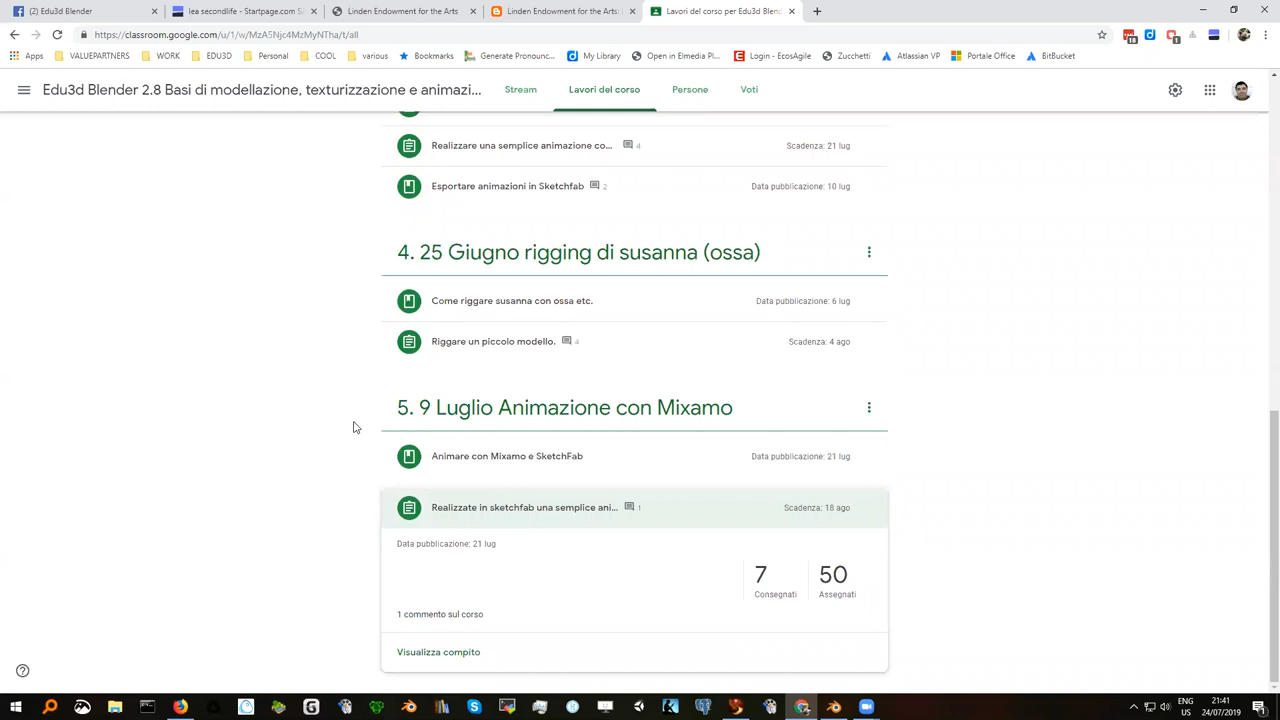 (2) Edu3D
lea secondlife - Startpage.com S
Linden Endowment for the Arts
Linden Endowment for the Arts: L
Lavori del corso per Edu3d Blend
https://classroom.google.com/u/1/w/MzA5Njc4MzMyNTha/t/all
Apps
VALUEPARTNERS
WORK
EDU3D
Personal
COOL
various
Bookmarks
Generate Pronounc...
My Library
Open in Elmedia Pl...
Login - EcosAgile
Zucchetti
Atlassian VP
Portale Office
BitBucket
Edu3d Blender 2.8 Basi di modellazione, texturizzazione e animazi...
Stream
Lavori del corso
Persone
Voti
Realizzare una semplice animazione co... 4
Scadenza: 21 lug
Esportare animazioni in Sketchfab 2
Data pubblicazione: 10 lug
4. 25 Giugno rigging di susanna (ossa)
Come riggare susanna con ossa etc.
Data pubblicazione: 6 lug
Riggare un piccolo modello. 4
Scadenza: 4 ago
5. 9 Luglio Animazione con Mixamo
Animare con Mixamo e SketchFab
Data pubblicazione: 21 lug
Realizzate in sketchfab una semplice ani... 1
Scadenza: 18 ago
Data pubblicazione: 21 lug
7
50
Consegnati
Assegnati
1 commento sul corso
Visualizza compito
ENG
US
21:41
24/07/2019